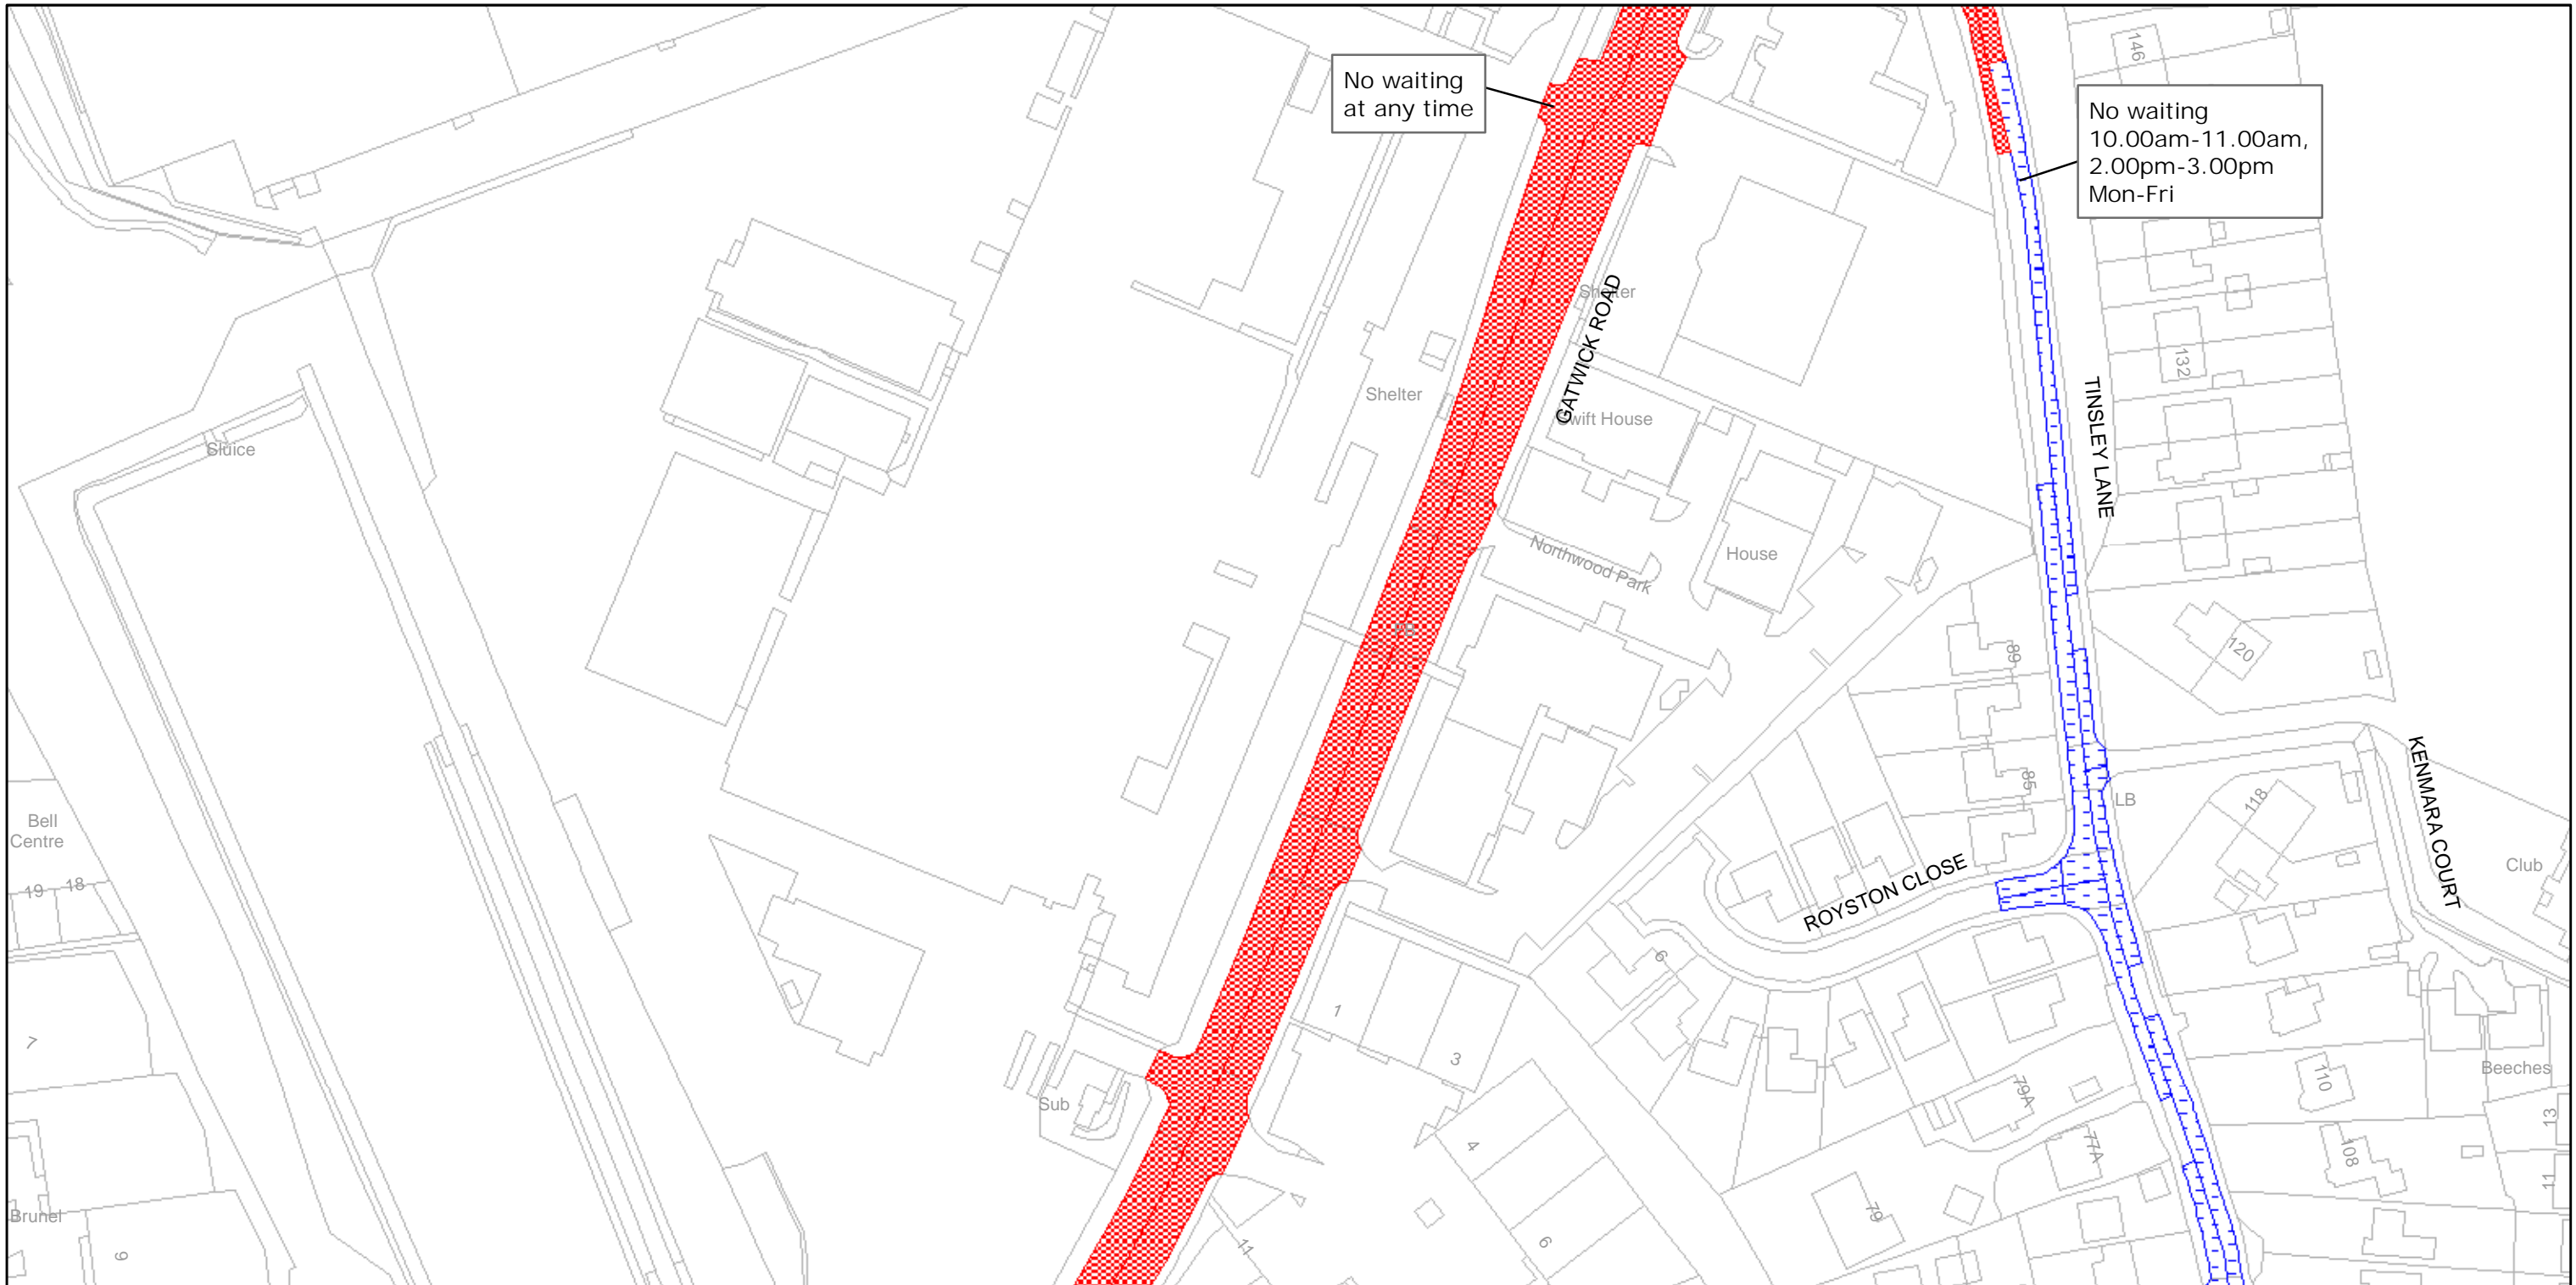 No waiting
at any time
No waiting
10.00am-11.00am,
2.00pm-3.00pm
Mon-Fri
146
Shelter
GATWICK ROAD
132
Shelter
Swift House
TINSLEY LANE
Sluice
Northwood Park
House
89
120
85
KENMARA COURT
LB
118
Bell
Centre
ROYSTON CLOSE
Club
19
18
6
1
7
3
Beeches
79A
110
Sub
13
4
77A
108
11
79
Brunel
9
11
6